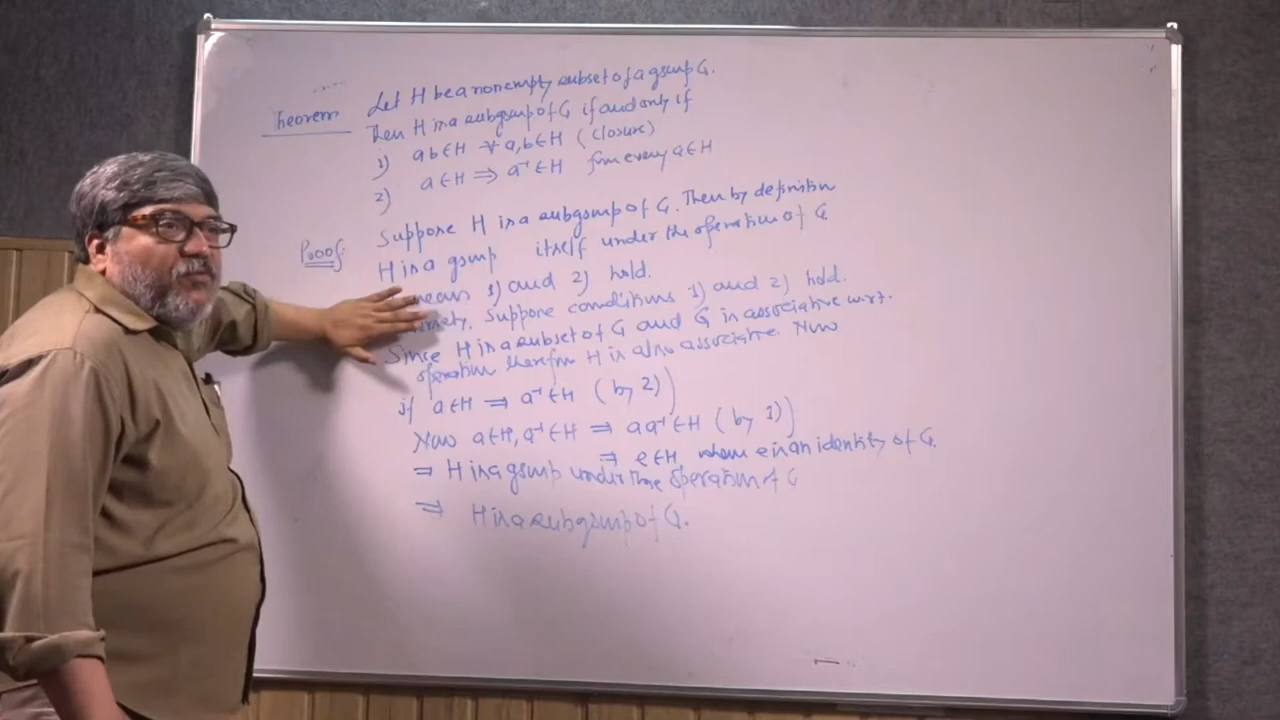 Theorem Let H be a nonempty subset of a group G.
Then H is a subgroup of G if and only if
1) ab∈H ∀ a,b∈H (closure)
2) a∈H ⇒ a⁻¹∈H for every a∈H
Proof: Suppose H is a subgroup of G. Then by definition
H is a group itself under the operation of G
means 1) and 2) hold.
Suppose conditions 1) and 2) hold.
Since H is a subset of G and G is associative w.r.t.
operation therefore H is also associative. Now
if a∈H ⇒ a⁻¹∈H (by 2))
Now a∈H, a⁻¹∈H ⇒ aa⁻¹∈H (by 1))
⇒ e∈H where e is an identity of G.
⇒ H is a group under the operation of G
⇒ H is a subgroup of G.